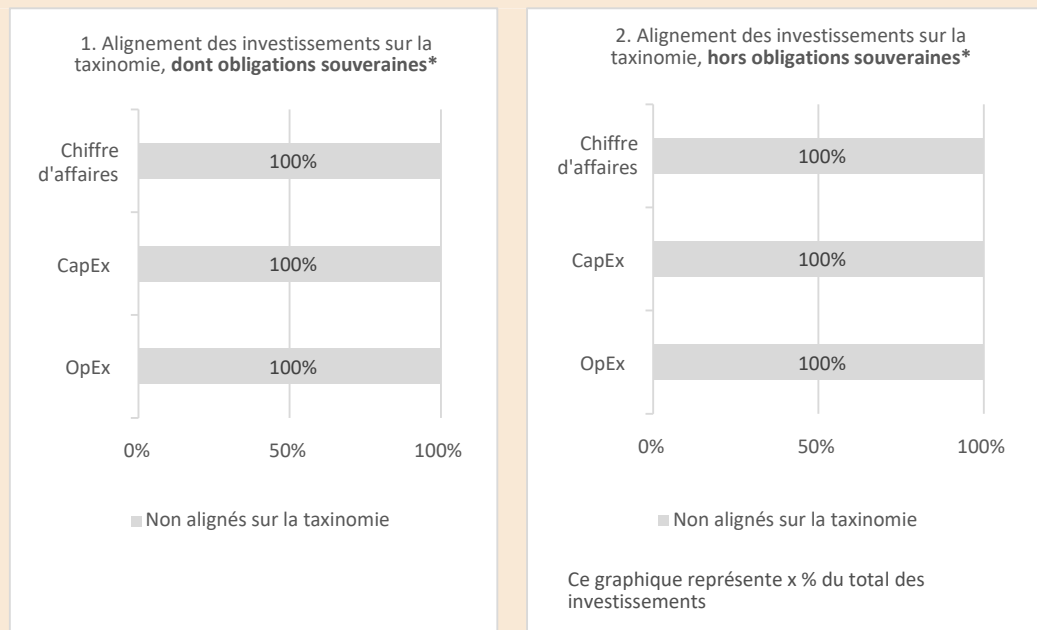 1. Alignement des investissements sur la
taxinomie, dont obligations souveraines*
Chiffre
d'affaires
100%
CapEx
100%
OpEx
100%
0%
50%
100%
Non alignés sur la taxinomie
2. Alignement des investissements sur la
taxinomie, hors obligations souveraines*
Chiffre
d'affaires
100%
CapEx
100%
OpEx
100%
0%
50%
100%
Non alignés sur la taxinomie
Ce graphique représente x % du total des
investissements